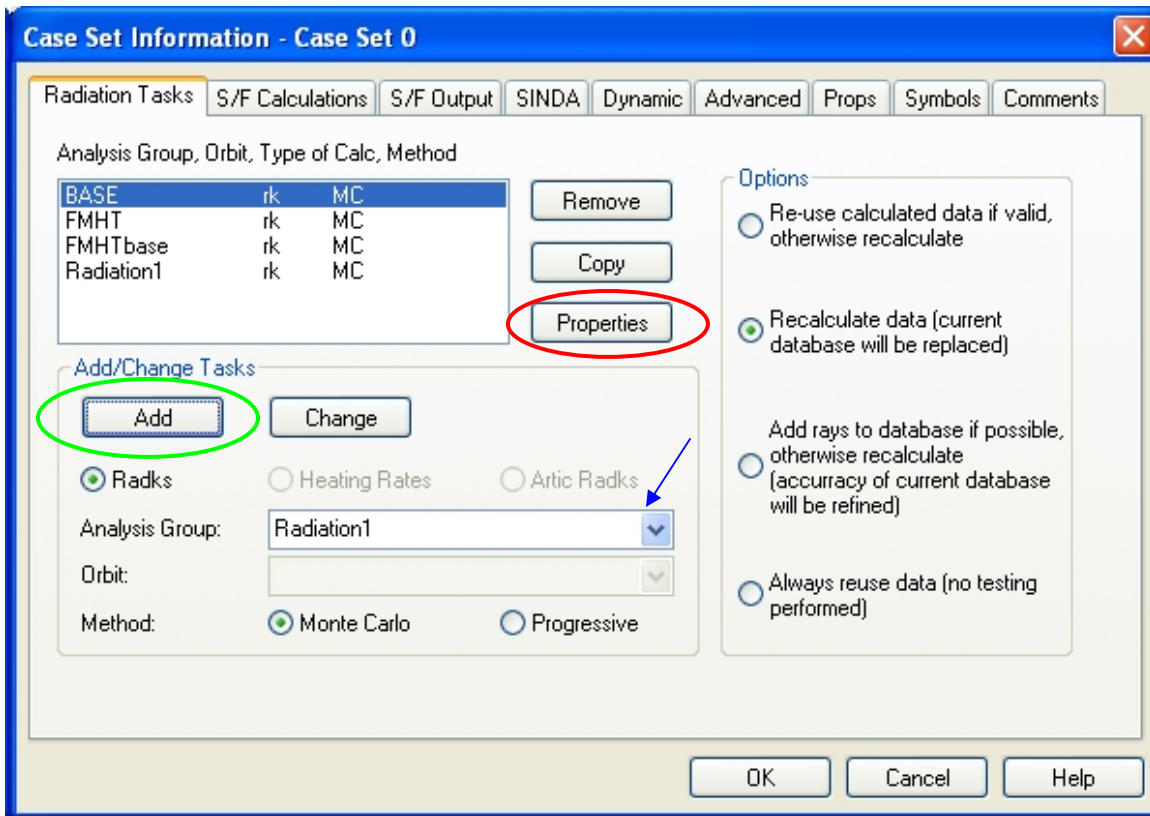 Case Set Information - Case Set 0
Radiation Tasks S/F Calculations S/F Output SINDA Dynamic Advanced Props Symbols Comments
Analysis Group, Orbit, Type of Calc, Method
BASE rk MC
FMHT rk MC
FMHTbase rk MC
Radiation1 rk MC
Remove
Copy
Properties
Add/Change Tasks
Add Change
Radks Heating Rates Artic Radks
Analysis Group: Radiation1
Orbit:
Method: Monte Carlo Progressive
Options
Re-use calculated data if valid,
otherwise recalculate
Recalculate data (current
database will be replaced)
Add rays to database if possible,
otherwise recalculate
(accurracy of current database
will be refined)
Always reuse data (no testing
performed)
OK Cancel Help